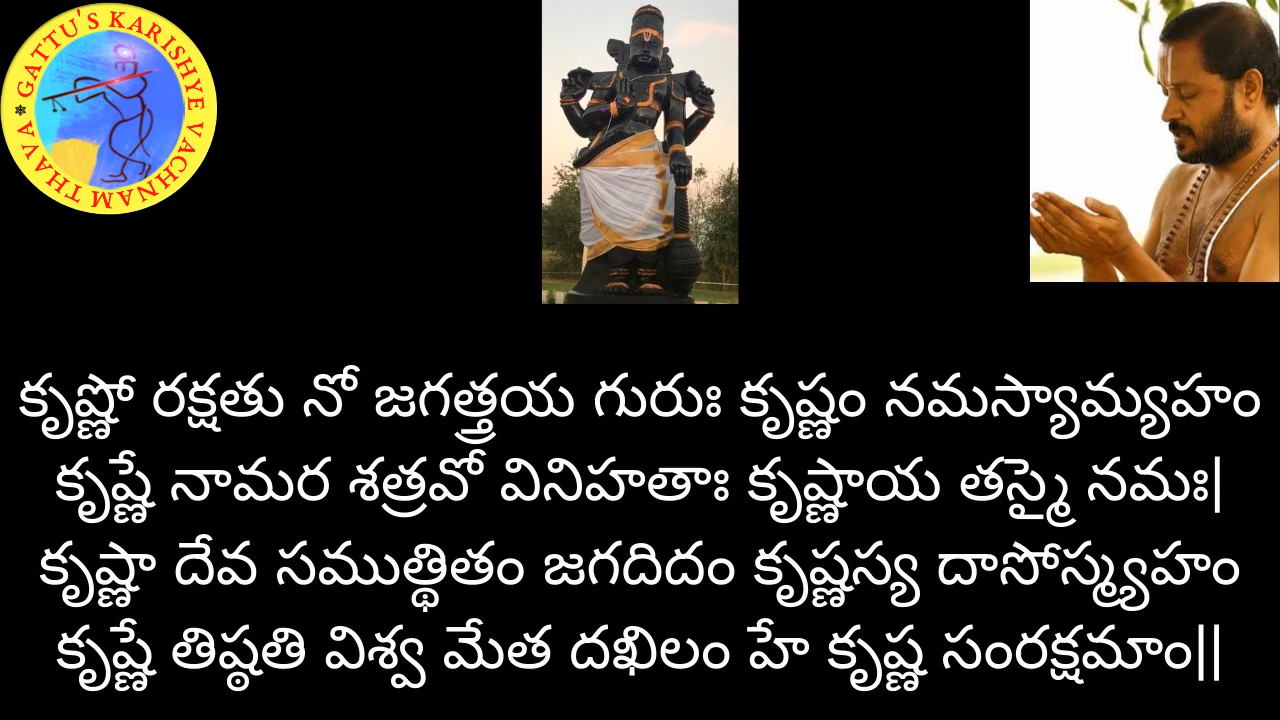 GATTU'S KARISHYE VACHNAM THAVA
కృష్ణో రక్షతు నో జగత్త్రయ గురుః కృష్ణం నమస్యామ్యహం
కృష్ణే నామర శత్రవో వినిహతాః కృష్ణాయ తస్మై నమః|
కృష్ణా దేవ సముత్థితం జగదిదం కృష్ణస్య దాసోస్మ్యహం
కృష్ణే తిష్ఠతి విశ్వ మేత దఖిలం హే కృష్ణ సంరక్షమాం||